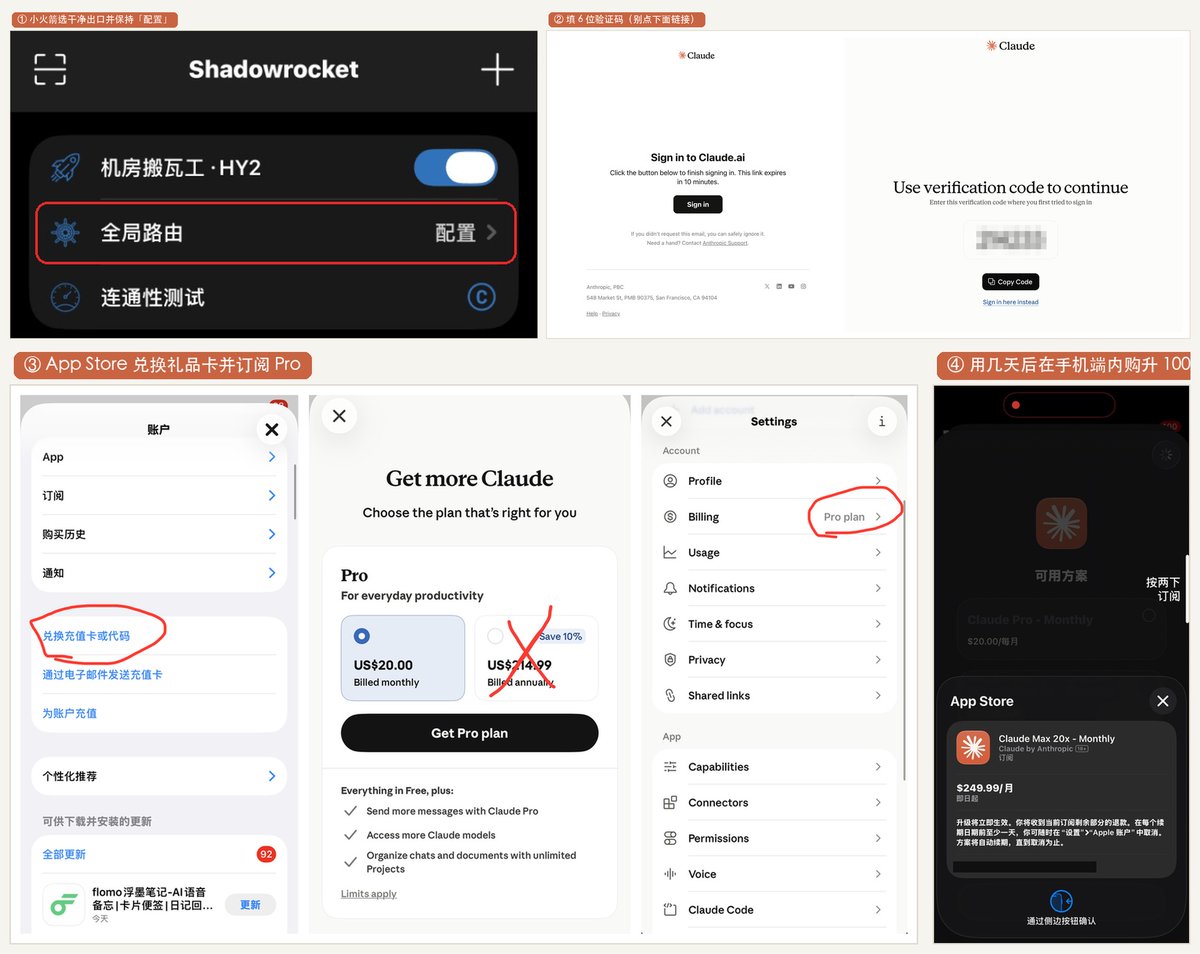 ① 小火箭选干净出口并保持「配置」
Shadowrocket
机房搬瓦工 · HY2
全局路由
配置
连通性测试
② 填 6 位验证码（别点下面链接）
Claude
Sign in to Claude.ai
Click the button below to finish signing in. This link expires
in 10 minutes.
Sign in
If you didn't request this email, you can safely ignore it.
Need a hand? Contact Anthropic Support.
Anthropic, PBC
548 Market St, PMB 90375, San Francisco, CA 94104
Help · Privacy
Claude
Use verification code to continue
Enter this verification code where you first tried to sign in
Copy Code
Sign in here instead
③ App Store 兑换礼品卡并订阅 Pro
账户
App
订阅
购买历史
通知
兑换充值卡或代码
通过电子邮件发送充值卡
为账户充值
个性化推荐
可供下载并安装的更新
全部更新
92
flomo浮墨笔记-AI语音
备忘|卡片便签|日记回...
今天
更新
Get more Claude
Choose the plan that's right for you
Pro
For everyday productivity
US$20.00
Billed monthly
Save 10%
US$214.99
Billed annually
Get Pro plan
Everything in Free, plus:
Send more messages with Claude Pro
Access more Claude models
Organize chats and documents with unlimited
Projects
Limits apply
Add account
Settings
Account
Profile
Billing
Pro plan
Usage
Notifications
Time & focus
Privacy
Shared links
App
Capabilities
Connectors
Permissions
Voice
Claude Code
④ 用几天后在手机端内购升 100
可用方案
按两下
订阅
Claude Pro - Monthly
$20.00/每月
App Store
Claude Max 20x - Monthly
Claude by Anthropic 18+
订阅
$249.99/月
即日起
升级将立即生效。你将收到当前订阅剩余部分的退款。在每个续
期日期前至少一天，你可随时在“设置”>“Apple 账户”中取消。
方案将自动续期，直到取消为止。
通过侧边按钮确认